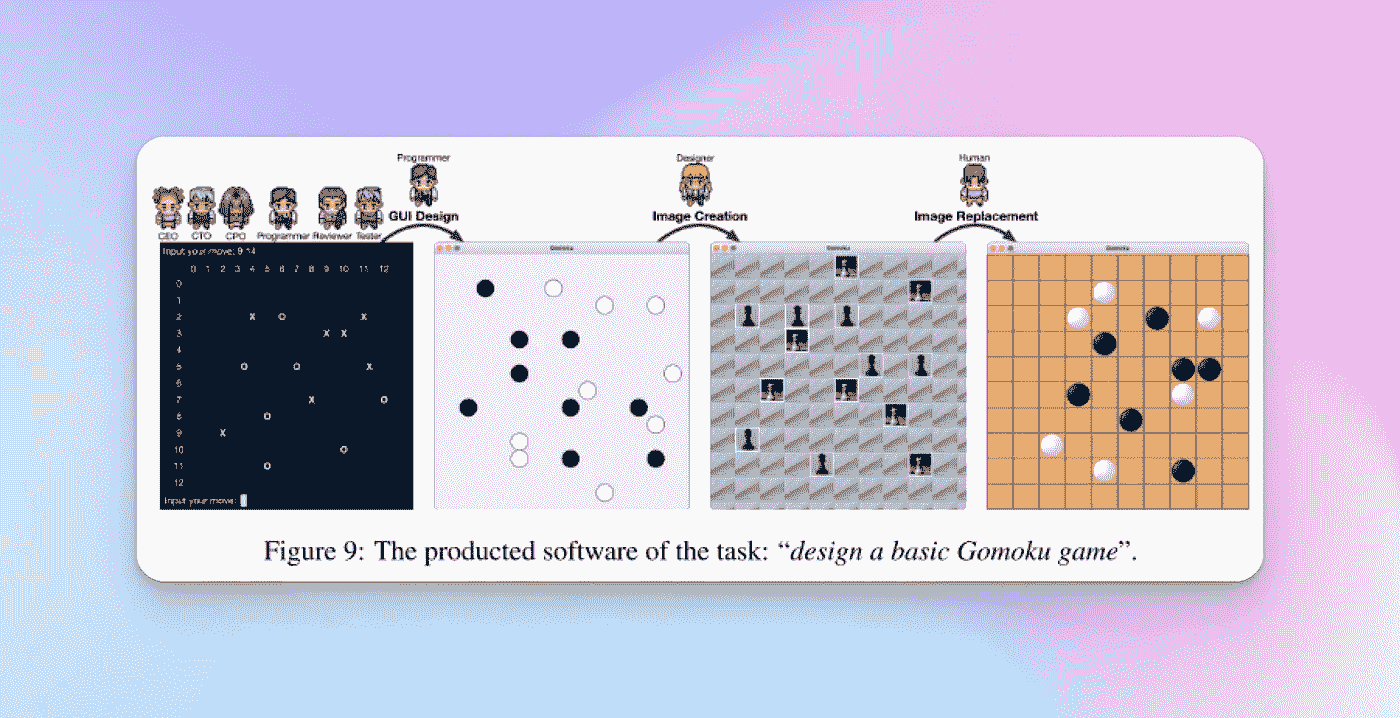 Programmer
Designer
Human
GUI Design
Image Creation
Image Replacement
CEO CTO CPO Programmer Reviewer Tester
Input your move: 9 14
Gomoku
Gomoku
Gomoku
0 1 2 3 4 5 6 7 8 9 10 11 12
0
1
2 X O X
3 X X
4
5 O O X
6
7 X O
8 O
9 X
10 O
11 O
12
Input your move:
Figure 9: The producted software of the task: “design a basic Gomoku game”.